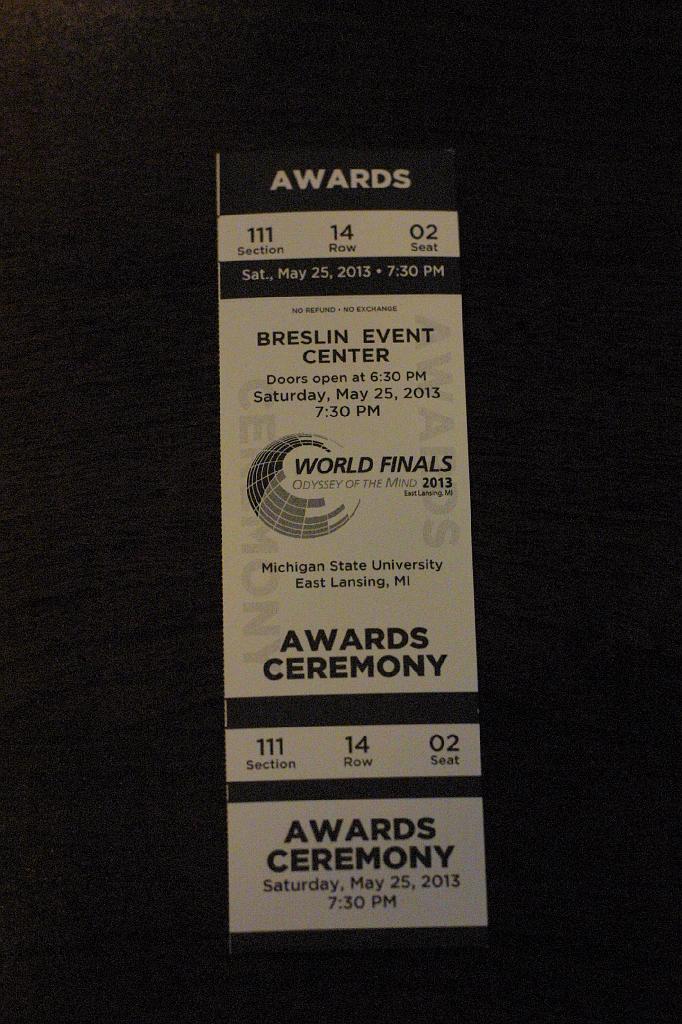 AWARDS
111 14 02
Section Row Seat
Sat., May 25, 2013 • 7:30 PM
NO REFUND • NO EXCHANGE
BRESLIN EVENT
CENTER
Doors open at 6:30 PM
Saturday, May 25, 2013
7:30 PM
AWARDS
CEREMONY
WORLD FINALS
ODYSSEY OF THE MIND 2013
East Lansing, MI
Michigan State University
East Lansing, MI
AWARDS
CEREMONY
111 14 02
Section Row Seat
AWARDS
CEREMONY
Saturday, May 25, 2013
7:30 PM